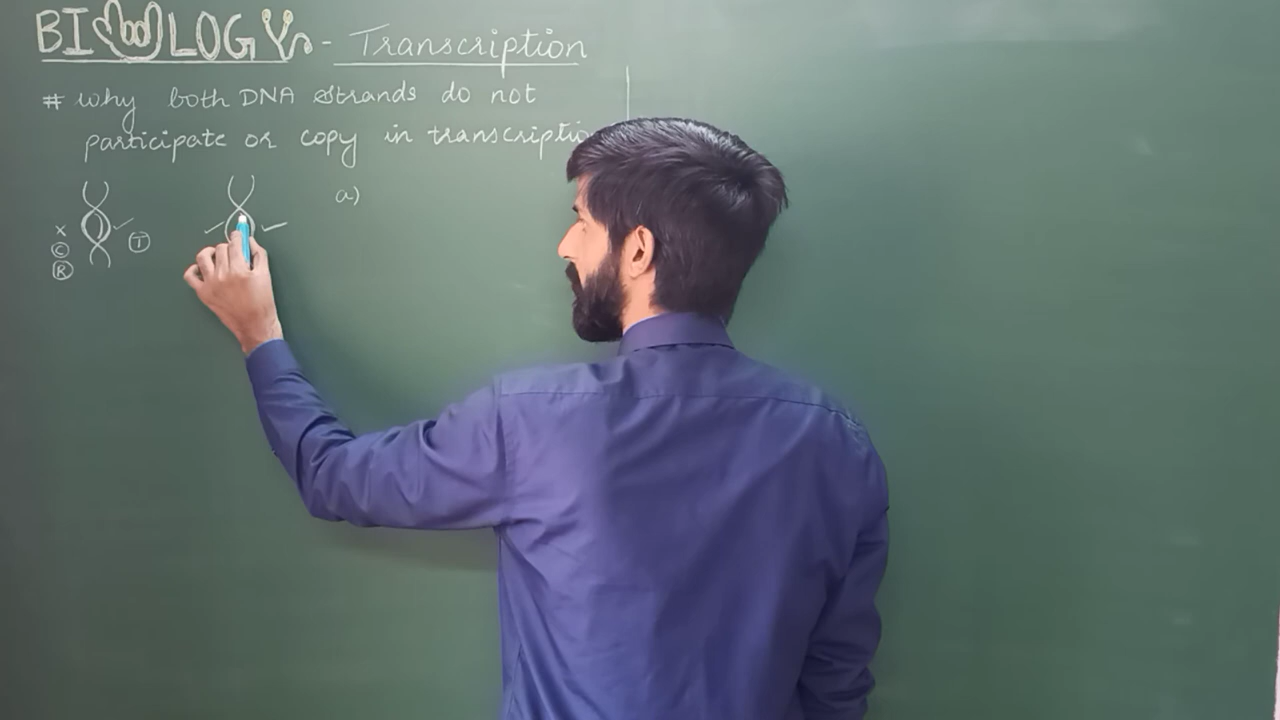 BIOLOGY - Transcription
# why both DNA strands do not
participate or copy in transcription
a)
x
C
T
R